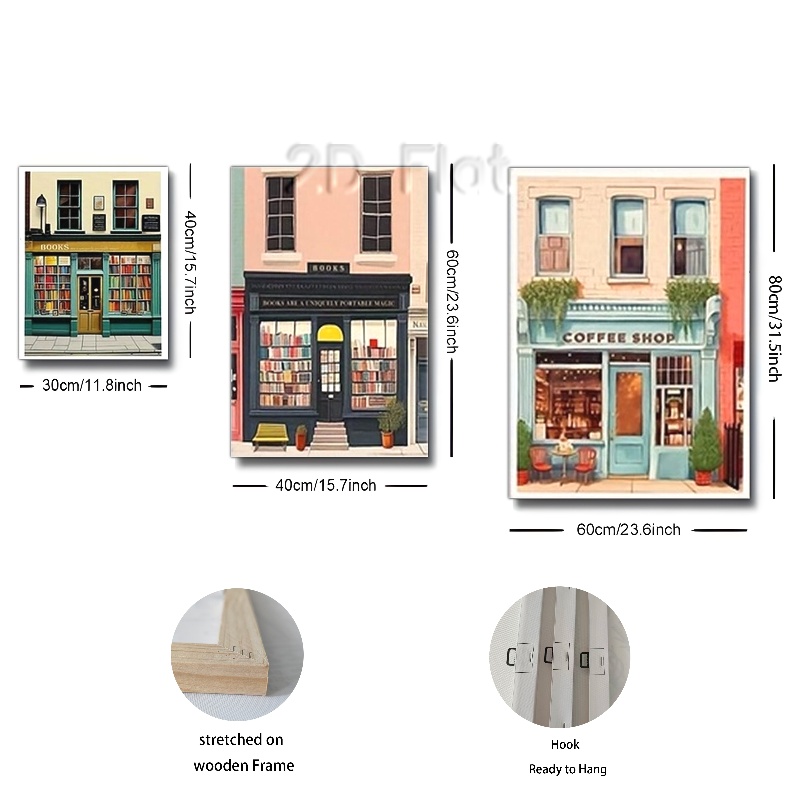 2D Flat
BOOKS
40cm/15.7inch
30cm/11.8inch
BOOKS
BOOKS ARE A UNIQUELY PORTABLE MAGIC
60cm/23.6inch
40cm/15.7inch
COFFEE SHOP
80cm/31.5inch
60cm/23.6inch
stretched on
wooden Frame
Hook
Ready to Hang